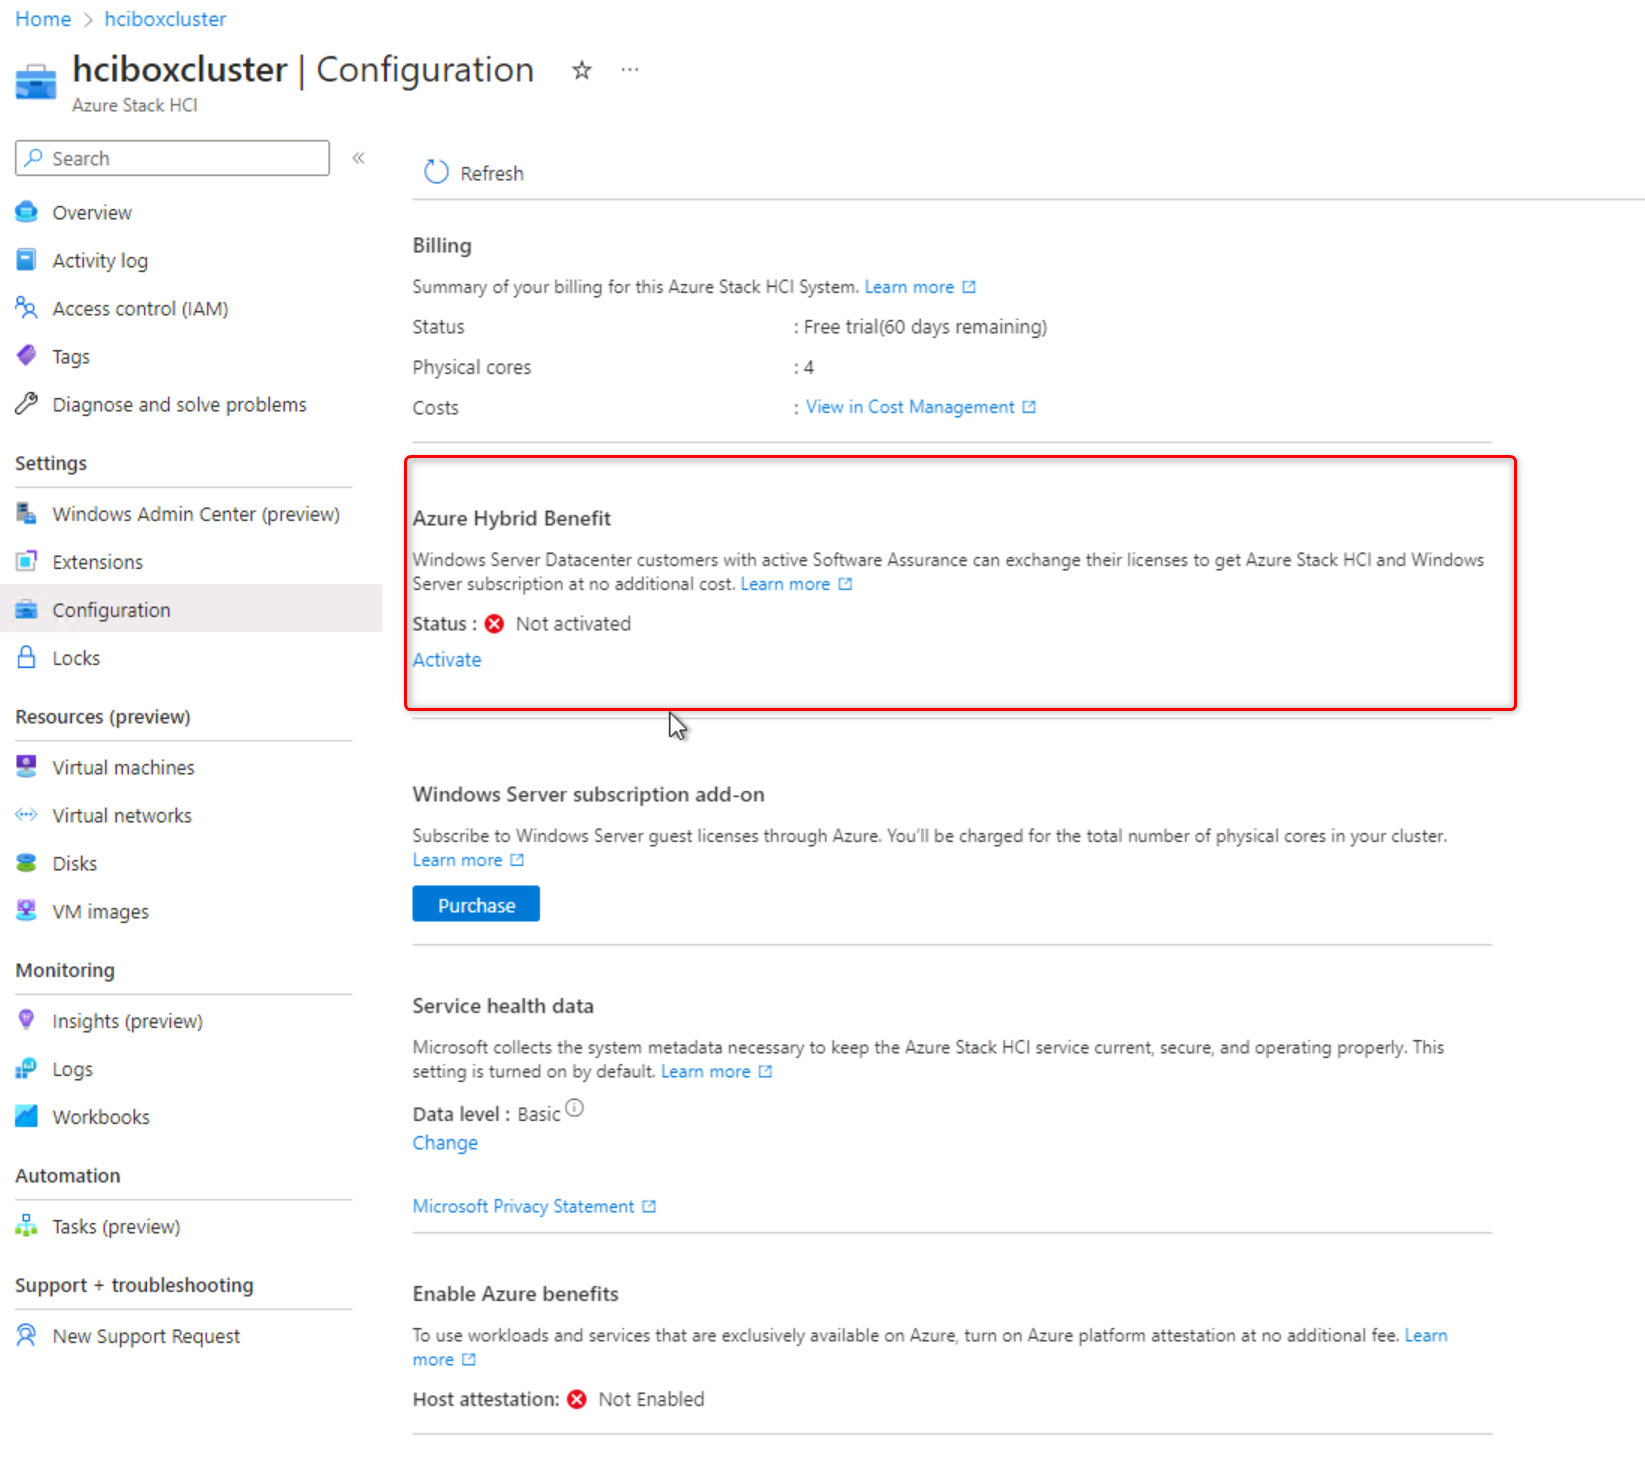 Home > hciboxcluster
hciboxcluster | Configuration ...
Azure Stack HCI
Search
«
Overview
Activity log
Access control (IAM)
Tags
Diagnose and solve problems
Settings
Windows Admin Center (preview)
Extensions
Configuration
Locks
Resources (preview)
Virtual machines
Virtual networks
Disks
VM images
Monitoring
Insights (preview)
Logs
Workbooks
Automation
Tasks (preview)
Support + troubleshooting
New Support Request
Refresh
Billing
Summary of your billing for this Azure Stack HCI System. Learn more
Status : Free trial(60 days remaining)
Physical cores : 4
Costs : View in Cost Management
Azure Hybrid Benefit
Windows Server Datacenter customers with active Software Assurance can exchange their licenses to get Azure Stack HCI and Windows
Server subscription at no additional cost. Learn more
Status : Not activated
Activate
Windows Server subscription add-on
Subscribe to Windows Server guest licenses through Azure. You'll be charged for the total number of physical cores in your cluster.
Learn more
Purchase
Service health data
Microsoft collects the system metadata necessary to keep the Azure Stack HCI service current, secure, and operating properly. This
setting is turned on by default. Learn more
Data level : Basic
Change
Microsoft Privacy Statement
Enable Azure benefits
To use workloads and services that are exclusively available on Azure, turn on Azure platform attestation at no additional fee. Learn
more
Host attestation: Not Enabled